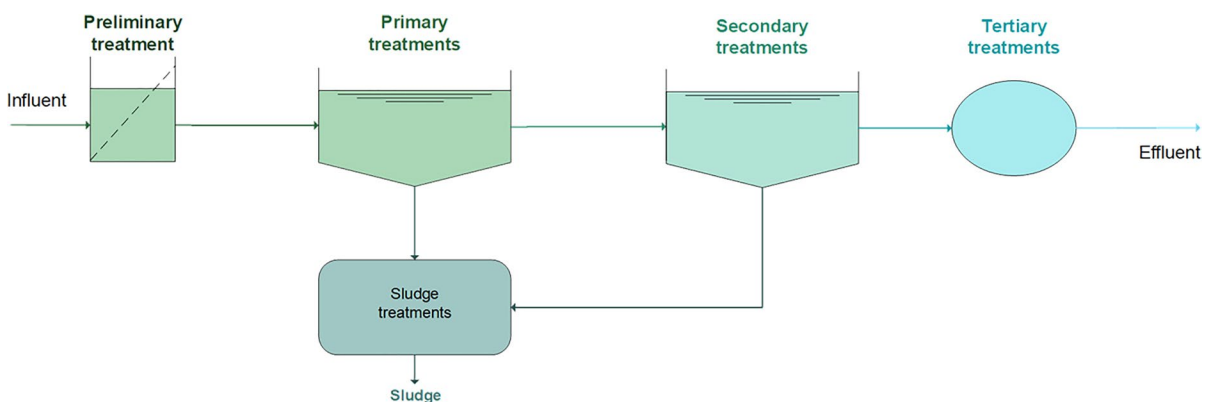 Preliminary
treatment
Primary
treatments
Secondary
treatments
Tertiary
treatments
Influent
Effluent
Sludge
treatments
Sludge